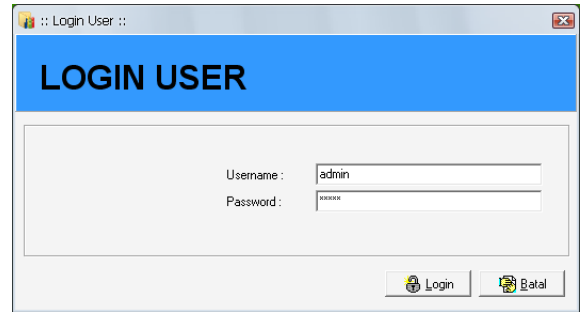 :: Login User ::
LOGIN USER
Username : admin
Password : *****
Login Batal